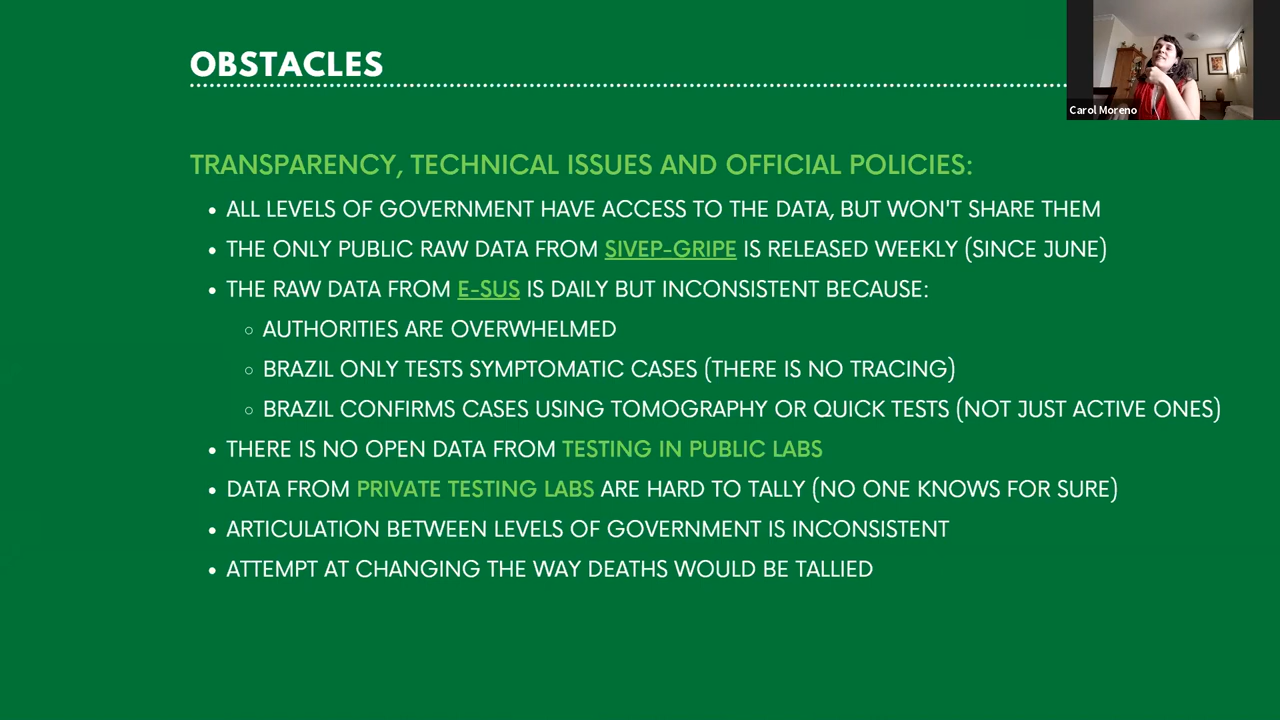 OBSTACLES
Carol Moreno
TRANSPARENCY, TECHNICAL ISSUES AND OFFICIAL POLICIES:
• ALL LEVELS OF GOVERNMENT HAVE ACCESS TO THE DATA, BUT WON'T SHARE THEM
• THE ONLY PUBLIC RAW DATA FROM SIVEP-GRIPE IS RELEASED WEEKLY (SINCE JUNE)
• THE RAW DATA FROM E-SUS IS DAILY BUT INCONSISTENT BECAUSE:
◦ AUTHORITIES ARE OVERWHELMED
◦ BRAZIL ONLY TESTS SYMPTOMATIC CASES (THERE IS NO TRACING)
◦ BRAZIL CONFIRMS CASES USING TOMOGRAPHY OR QUICK TESTS (NOT JUST ACTIVE ONES)
• THERE IS NO OPEN DATA FROM TESTING IN PUBLIC LABS
• DATA FROM PRIVATE TESTING LABS ARE HARD TO TALLY (NO ONE KNOWS FOR SURE)
• ARTICULATION BETWEEN LEVELS OF GOVERNMENT IS INCONSISTENT
• ATTEMPT AT CHANGING THE WAY DEATHS WOULD BE TALLIED